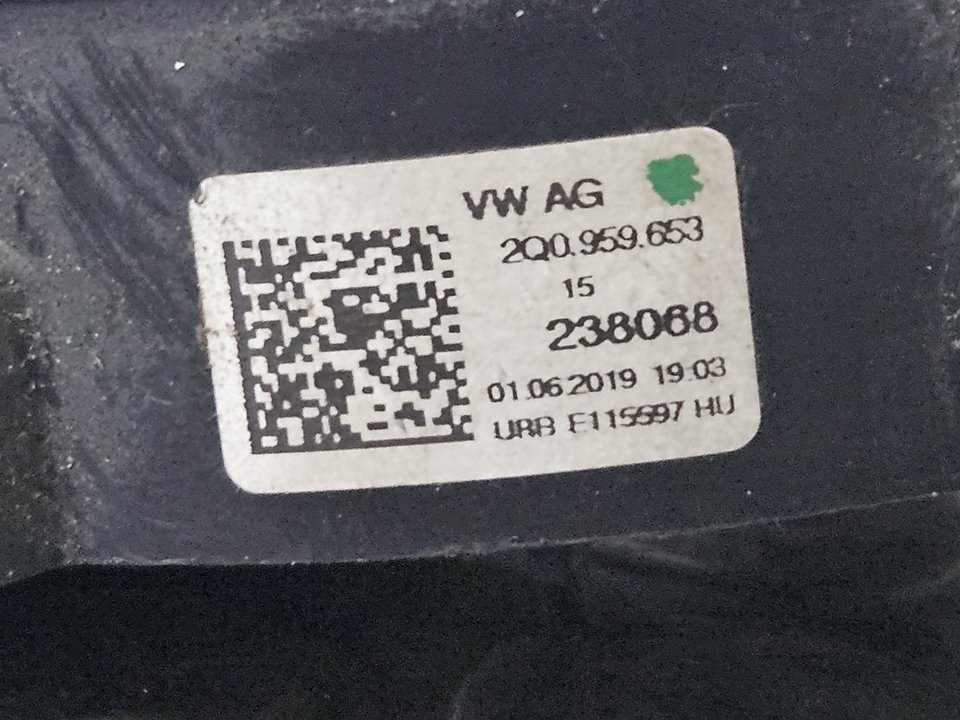 VW AG
2Q0.959.653
15
238068
01.06.2019 19:03
URB E115597 HU